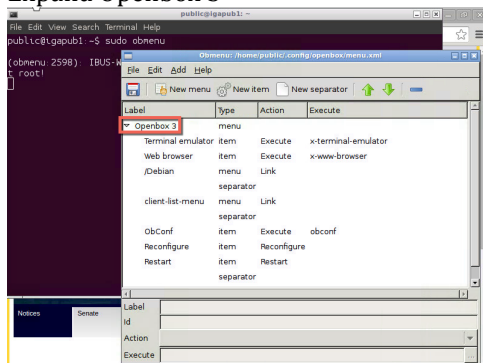 Expand Openbox 3
public@lgapub1: ~
File Edit View Search Terminal Help
public@lgapub1:~$ sudo obmenu
(obmenu:2598): IBUS-W
t root!
Obmenu: /home/public/.config/openbox/menu.xml
File Edit Add Help
New menu New item New separator
Label Type Action Execute
Openbox 3 menu
Terminal emulator item Execute x-terminal-emulator
Web browser item Execute x-www-browser
/Debian menu Link
separator
client-list-menu menu Link
separator
ObConf item Execute obconf
Reconfigure item Reconfigure
Restart item Restart
separator
Notices Senate
Label
Id
Action
Execute